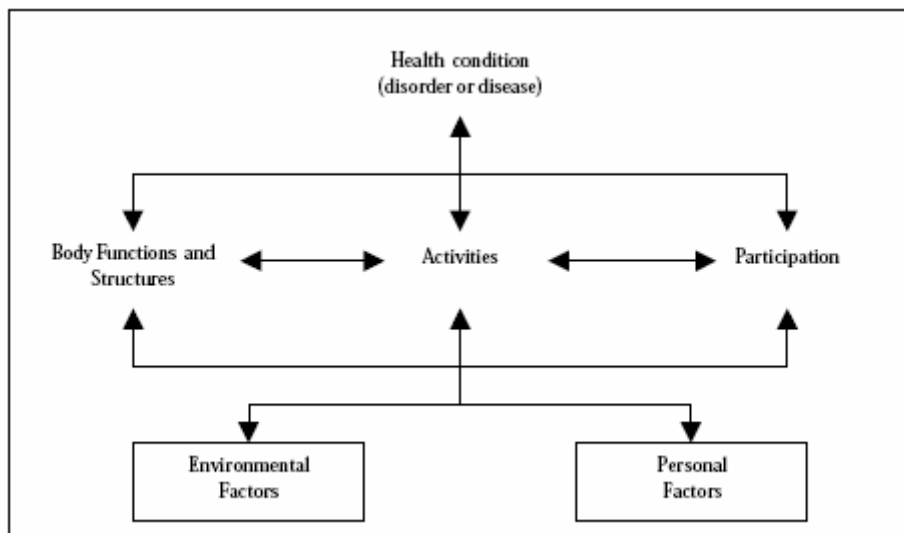 Health condition
(disorder or disease)
Body Functions and
Structures
Activities
Participation
Environmental
Factors
Personal
Factors